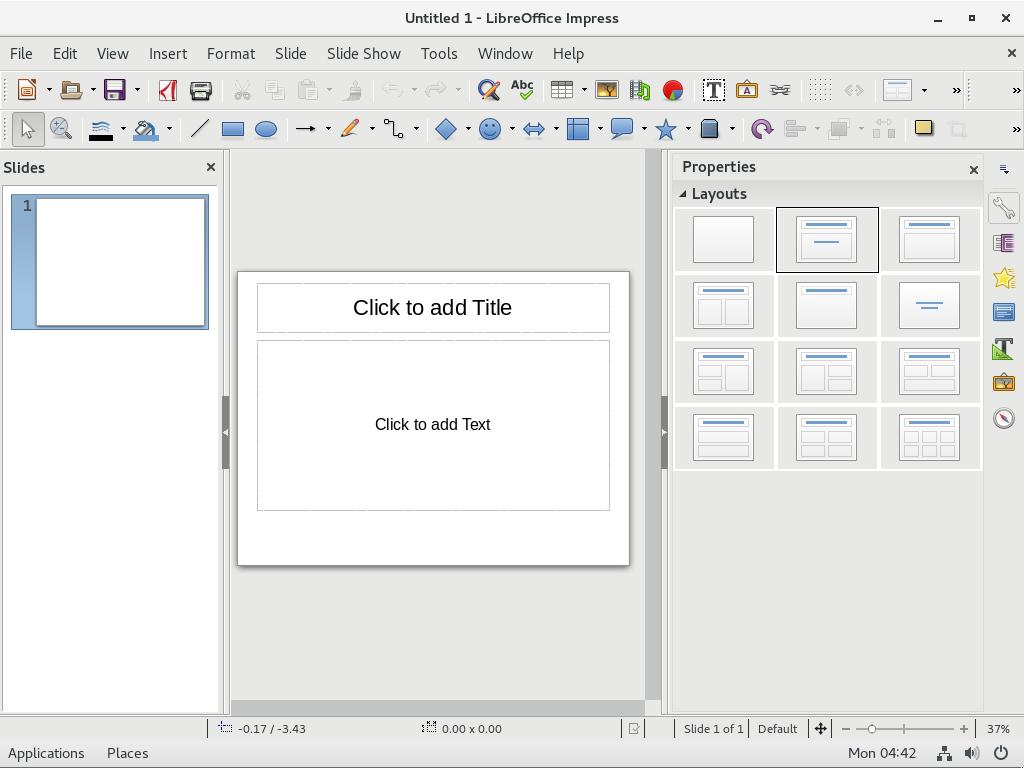 Untitled 1 - LibreOffice Impress
File Edit View Insert Format Slide Slide Show Tools Window Help
Abc
T
A
Slides
1
Click to add Title
Click to add Text
Properties
Layouts
T
-0.17 / -3.43 0.00 x 0.00 Slide 1 of 1 Default 37%
Applications Places Mon 04:42